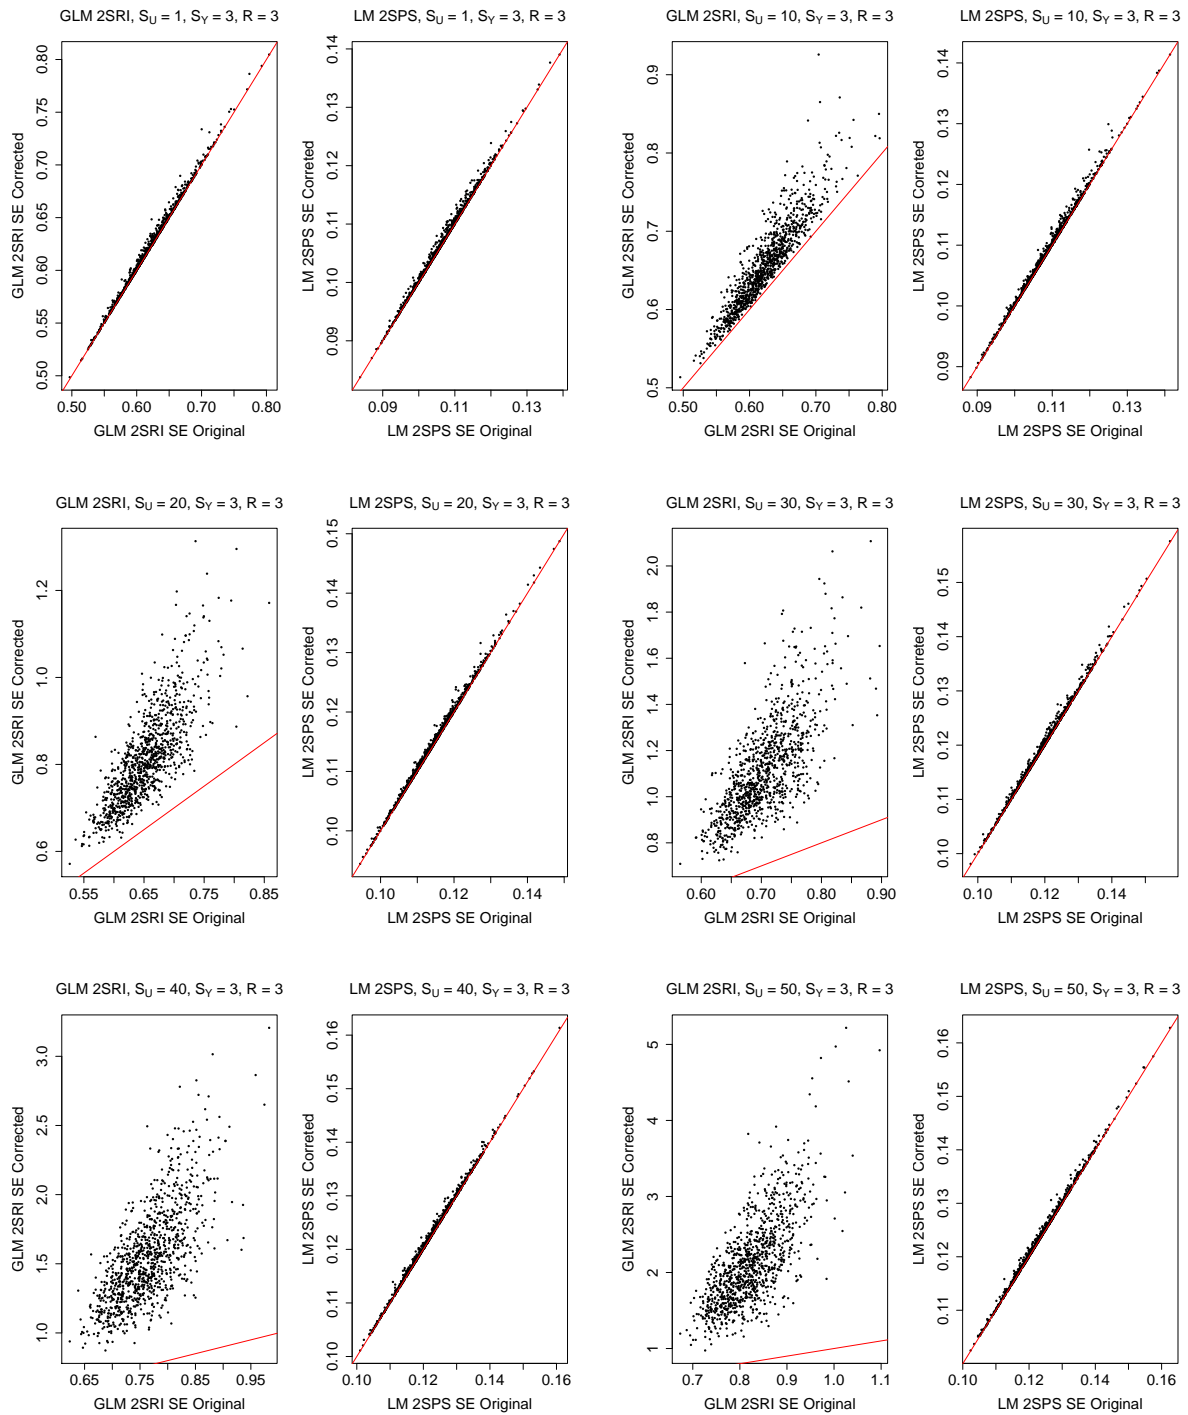 GLM 2SRI, S_U = 1, S_Y = 3, R = 3
GLM 2SRI SE Corrected
0.50 0.55 0.60 0.65 0.70 0.75 0.80
0.50 0.60 0.70 0.80
GLM 2SRI SE Original
LM 2SPS, S_U = 1, S_Y = 3, R = 3
LM 2SPS SE Correted
0.09 0.10 0.11 0.12 0.13 0.14
0.09 0.11 0.13
LM 2SPS SE Original
GLM 2SRI, S_U = 10, S_Y = 3, R = 3
GLM 2SRI SE Corrected
0.5 0.6 0.7 0.8 0.9
0.50 0.60 0.70 0.80
GLM 2SRI SE Original
LM 2SPS, S_U = 10, S_Y = 3, R = 3
LM 2SPS SE Correted
0.09 0.10 0.11 0.12 0.13 0.14
0.09 0.11 0.13
LM 2SPS SE Original
GLM 2SRI, S_U = 20, S_Y = 3, R = 3
GLM 2SRI SE Corrected
0.6 0.8 1.0 1.2
0.55 0.65 0.75 0.85
GLM 2SRI SE Original
LM 2SPS, S_U = 20, S_Y = 3, R = 3
LM 2SPS SE Correted
0.10 0.11 0.12 0.13 0.14 0.15
0.10 0.12 0.14
LM 2SPS SE Original
GLM 2SRI, S_U = 30, S_Y = 3, R = 3
GLM 2SRI SE Corrected
0.8 1.0 1.2 1.4 1.6 1.8 2.0
0.60 0.70 0.80 0.90
GLM 2SRI SE Original
LM 2SPS, S_U = 30, S_Y = 3, R = 3
LM 2SPS SE Correted
0.10 0.11 0.12 0.13 0.14 0.15
0.10 0.12 0.14
LM 2SPS SE Original
GLM 2SRI, S_U = 40, S_Y = 3, R = 3
GLM 2SRI SE Corrected
1.0 1.5 2.0 2.5 3.0
0.65 0.75 0.85 0.95
GLM 2SRI SE Original
LM 2SPS, S_U = 40, S_Y = 3, R = 3
LM 2SPS SE Correted
0.10 0.11 0.12 0.13 0.14 0.15 0.16
0.10 0.12 0.14 0.16
LM 2SPS SE Original
GLM 2SRI, S_U = 50, S_Y = 3, R = 3
GLM 2SRI SE Corrected
1 2 3 4 5
0.7 0.8 0.9 1.0 1.1
GLM 2SRI SE Original
LM 2SPS, S_U = 50, S_Y = 3, R = 3
LM 2SPS SE Correted
0.11 0.12 0.13 0.14 0.15 0.16
0.10 0.12 0.14 0.16
LM 2SPS SE Original